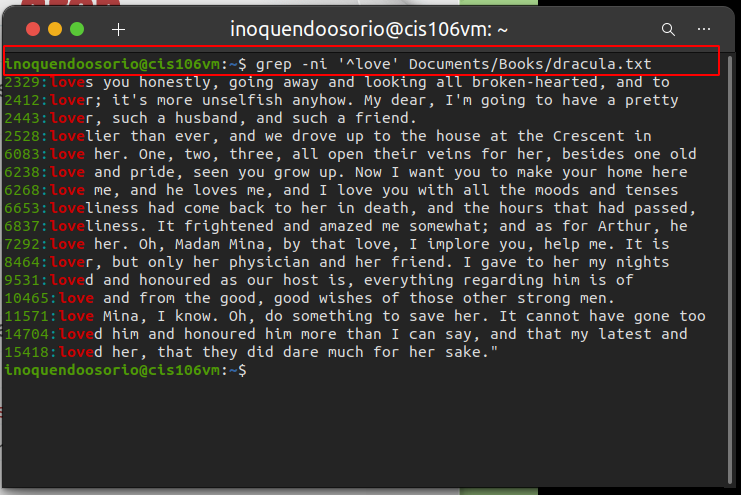 inoquendoosorio@cis106vm: ~
inoquendoosorio@cis106vm:~$ grep -ni '^love' Documents/Books/dracula.txt
2329:loves you honestly, going away and looking all broken-hearted, and to
2412:lover; it's more unselfish anyhow. My dear, I'm going to have a pretty
2443:lover, such a husband, and such a friend.
2528:lovelier than ever, and we drove up to the house at the Crescent in
6083:love her. One, two, three, all open their veins for her, besides one old
6238:love and pride, seen you grow up. Now I want you to make your home here
6268:love me, and he loves me, and I love you with all the moods and tenses
6653:loveliness had come back to her in death, and the hours that had passed,
6837:loveliness. It frightened and amazed me somewhat; and as for Arthur, he
7292:love her. Oh, Madam Mina, by that love, I implore you, help me. It is
8464:lover, but only her physician and her friend. I gave to her my nights
9531:loved and honoured as our host is, everything regarding him is of
10465:love and from the good, good wishes of those other strong men.
11571:love Mina, I know. Oh, do something to save her. It cannot have gone too
14704:loved him and honoured him more than I can say, and that my latest and
15418:loved her, that they did dare much for her sake."
inoquendoosorio@cis106vm:~$